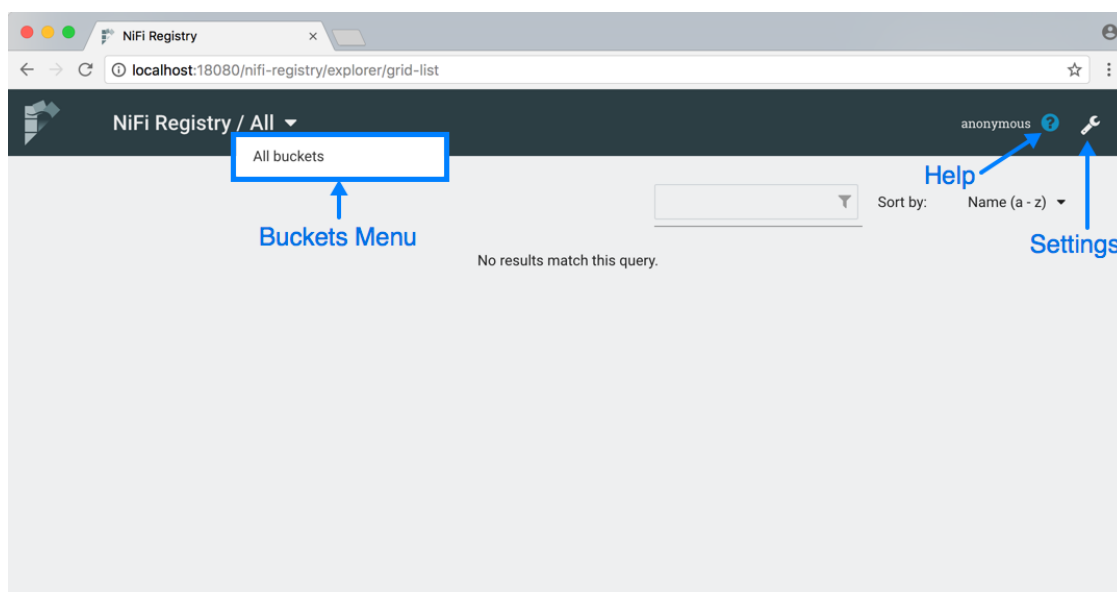 NiFi Registry
localhost:18080/nifi-registry/explorer/grid-list
NiFi Registry / All
anonymous
All buckets
Help
Sort by: Name (a - z)
Buckets Menu
Settings
No results match this query.